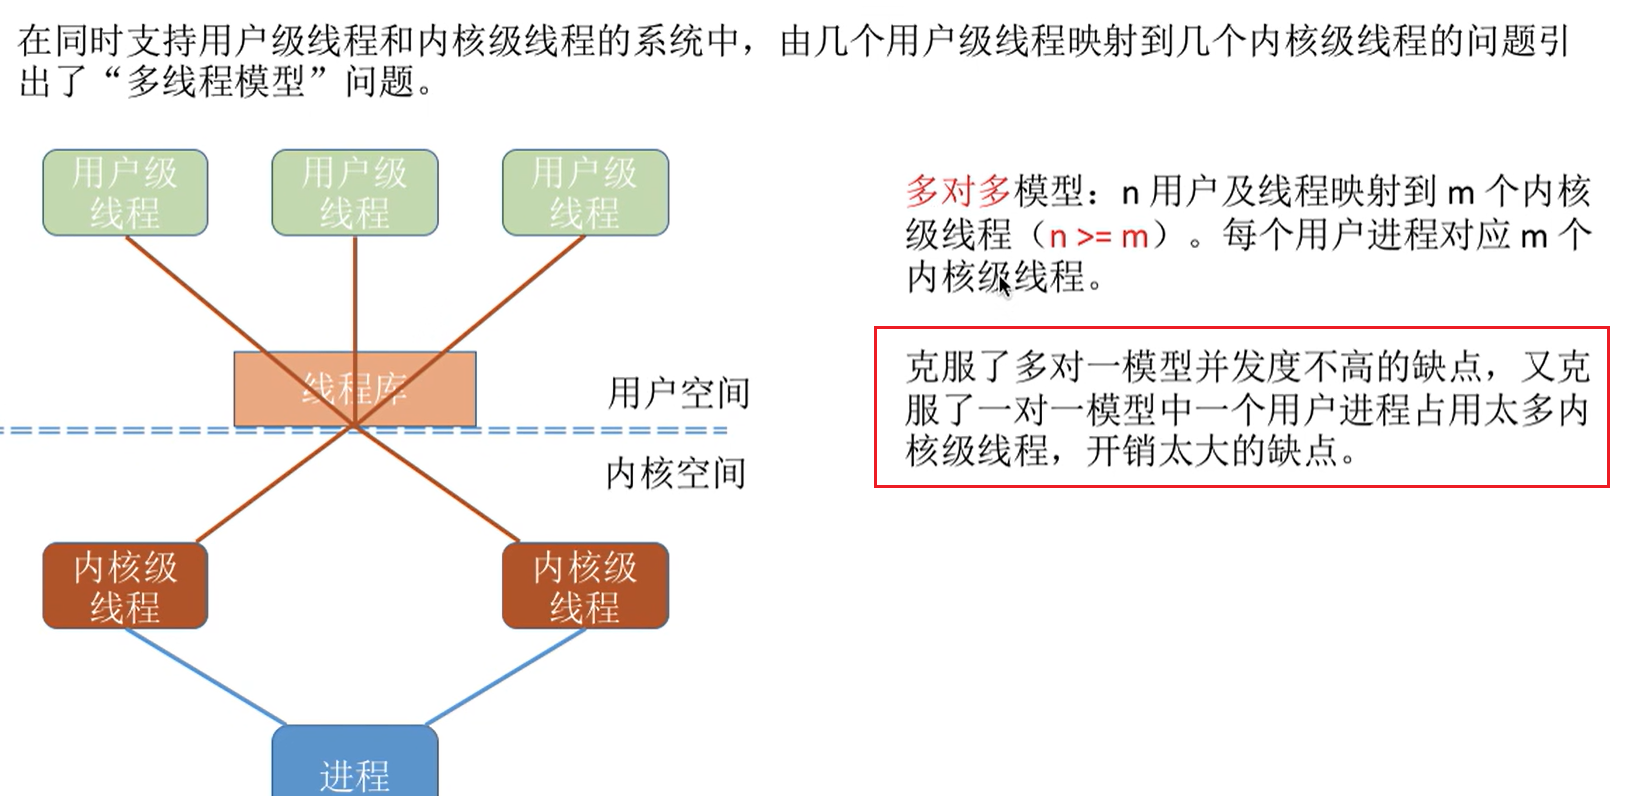 在同时支持用户级线程和内核级线程的系统中，由几个用户级线程映射到几个内核级线程的问题引
出了“多线程模型”问题。
用户级
线程
用户级
线程
用户级
线程
多对多模型：n 用户及线程映射到 m 个内核
级线程（n >= m）。每个用户进程对应 m 个
内核级线程。
线程库
用户空间
克服了多对一模型并发度不高的缺点，又克
服了一对一模型中一个用户进程占用太多内
核级线程，开销太大的缺点。
内核空间
内核级
线程
内核级
线程
进程